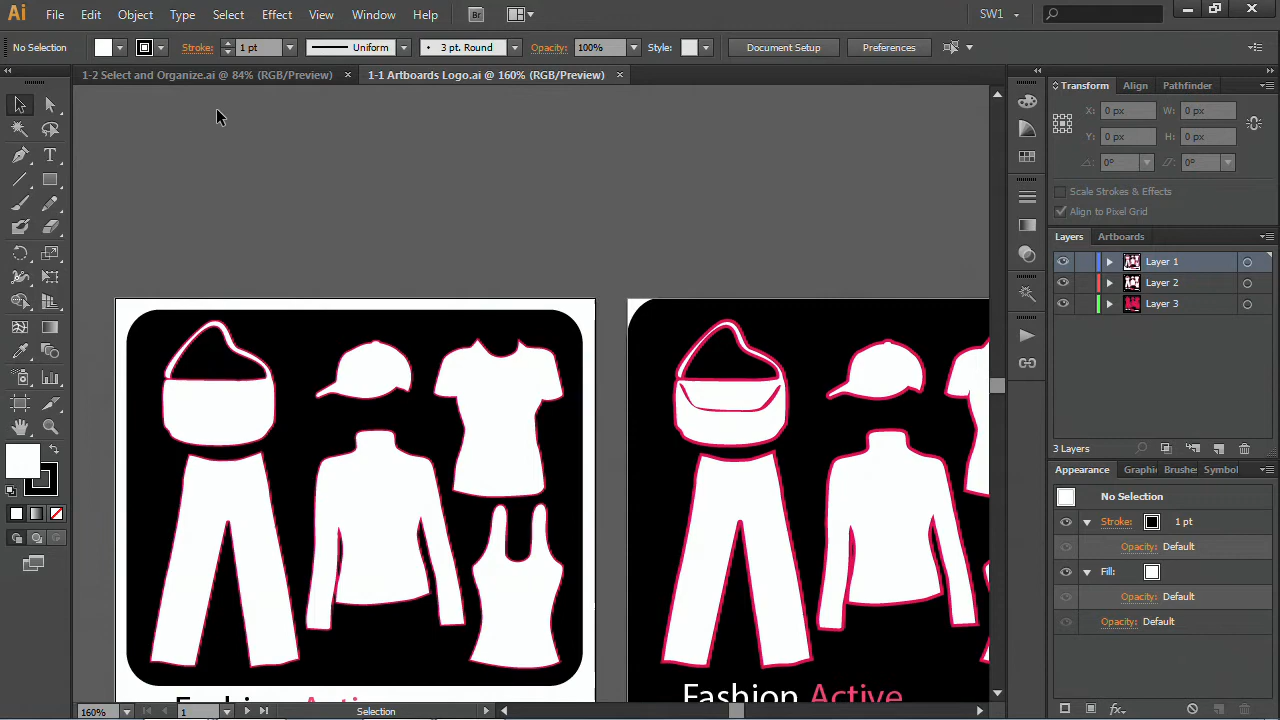 Ai File Edit Object Type Select Effect View Window Help Br SW1
No Selection Stroke: 1 pt Uniform 3 pt. Round Opacity: 100% Style: Document Setup Preferences
1-2 Select and Organize.ai @ 84% (RGB/Preview) × 1-1 Artboards Logo.ai @ 160% (RGB/Preview) ×
Transform Align Pathfinder
X: 0 px W: 0 px
Y: 0 px H: 0 px
0° 0°
Scale Strokes & Effects
Align to Pixel Grid
Layers Artboards
Layer 1
Layer 2
Layer 3
3 Layers
Appearance Graphic Brushes Symbol
No Selection
Stroke: 1 pt
Opacity: Default
Fill:
Opacity: Default
Opacity: Default
fx
Fashion Active
160% 1 Selection